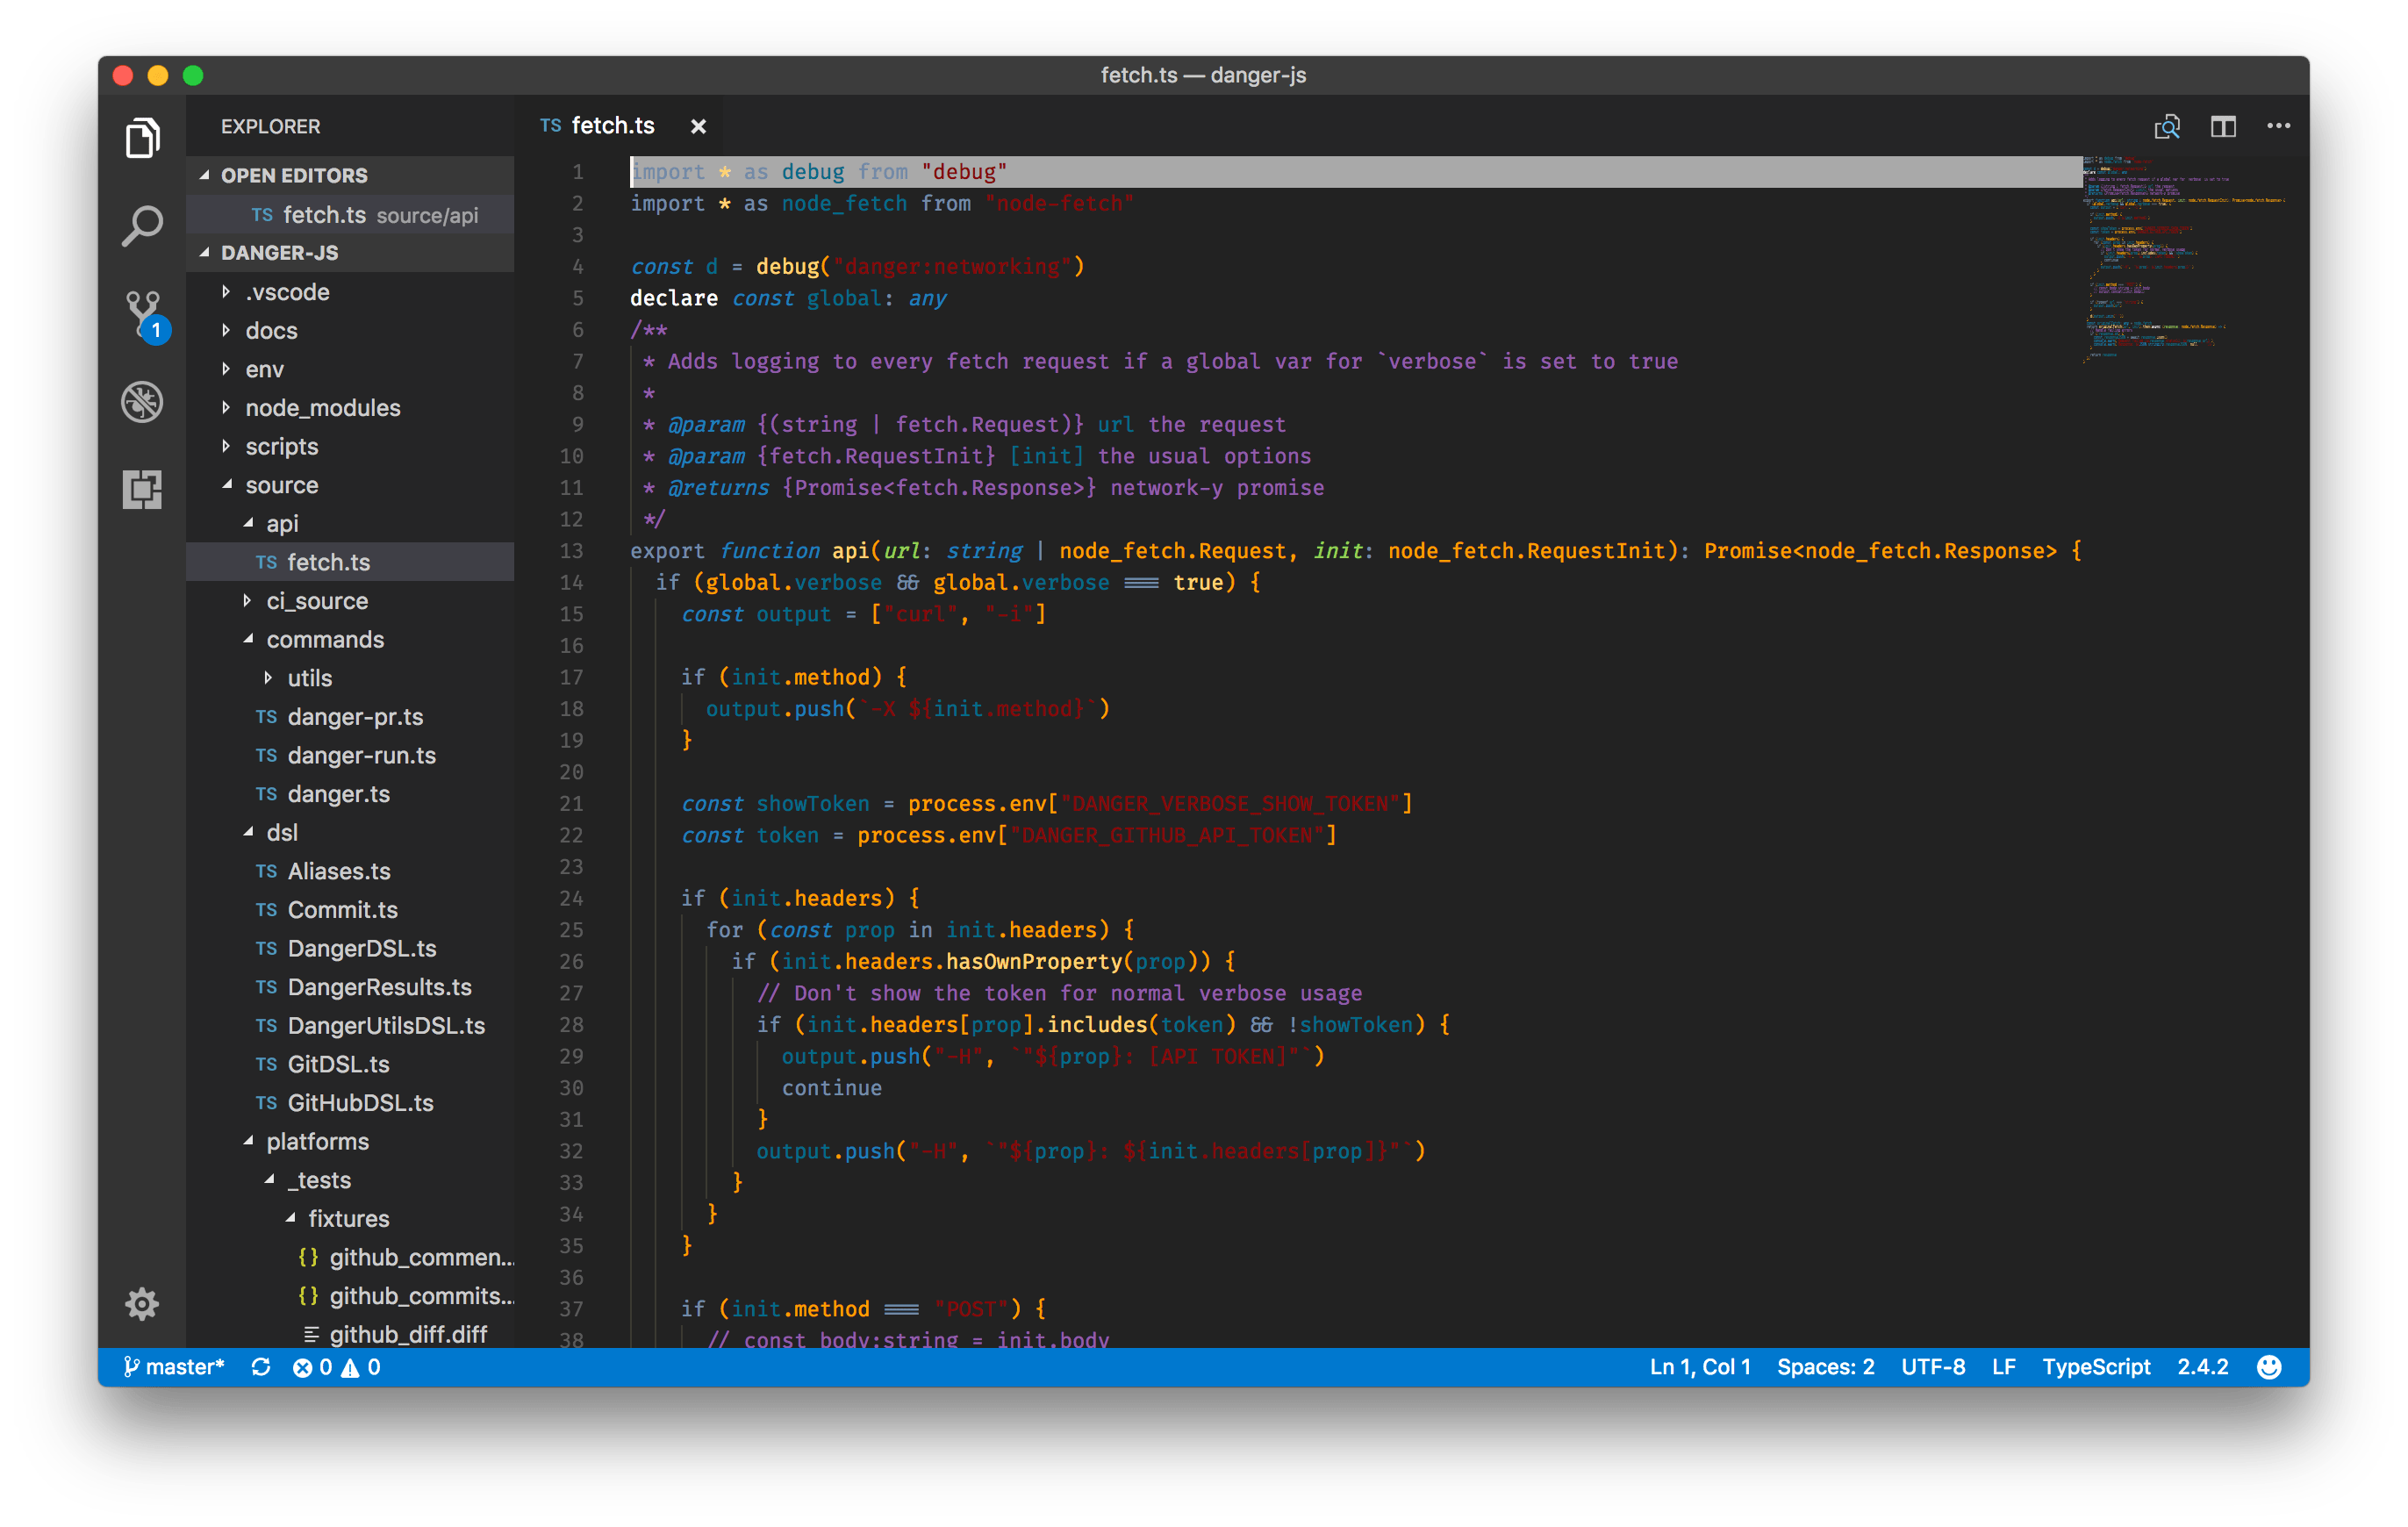 fetch.ts — danger-js
EXPLORER
OPEN EDITORS
TS fetch.ts source/api
DANGER-JS
.vscode
docs
env
node_modules
scripts
source
api
TS fetch.ts
ci_source
commands
utils
TS danger-pr.ts
TS danger-run.ts
TS danger.ts
dsl
TS Aliases.ts
TS Commit.ts
TS DangerDSL.ts
TS DangerResults.ts
TS DangerUtilsDSL.ts
TS GitDSL.ts
TS GitHubDSL.ts
platforms
_tests
fixtures
{} github_commen...
{} github_commits...
github_diff.diff
1
TS fetch.ts ×
1 import * as debug from "debug"
2 import * as node_fetch from "node-fetch"
3
4 const d = debug("danger:networking")
5 declare const global: any
6 /**
7 * Adds logging to every fetch request if a global var for `verbose` is set to true
8 *
9 * @param {(string | fetch.Request)} url the request
10 * @param {fetch.RequestInit} [init] the usual options
11 * @returns {Promise<fetch.Response>} network-y promise
12 */
13 export function api(url: string | node_fetch.Request, init: node_fetch.RequestInit): Promise<node_fetch.Response> {
14 if (global.verbose && global.verbose === true) {
15 const output = ["curl", "-i"]
16
17 if (init.method) {
18 output.push(`-X ${init.method}`)
19 }
20
21 const showToken = process.env["DANGER_VERBOSE_SHOW_TOKEN"]
22 const token = process.env["DANGER_GITHUB_API_TOKEN"]
23
24 if (init.headers) {
25 for (const prop in init.headers) {
26 if (init.headers.hasOwnProperty(prop)) {
27 // Don't show the token for normal verbose usage
28 if (init.headers[prop].includes(token) && !showToken) {
29 output.push("-H", `"${prop}: [API TOKEN]"`)
30 continue
31 }
32 output.push("-H", `"${prop}: ${init.headers[prop]}"`)
33 }
34 }
35 }
36
37 if (init.method === "POST") {
38 // const body:string = init.body
master* 0 0
Ln 1, Col 1 Spaces: 2 UTF-8 LF TypeScript 2.4.2